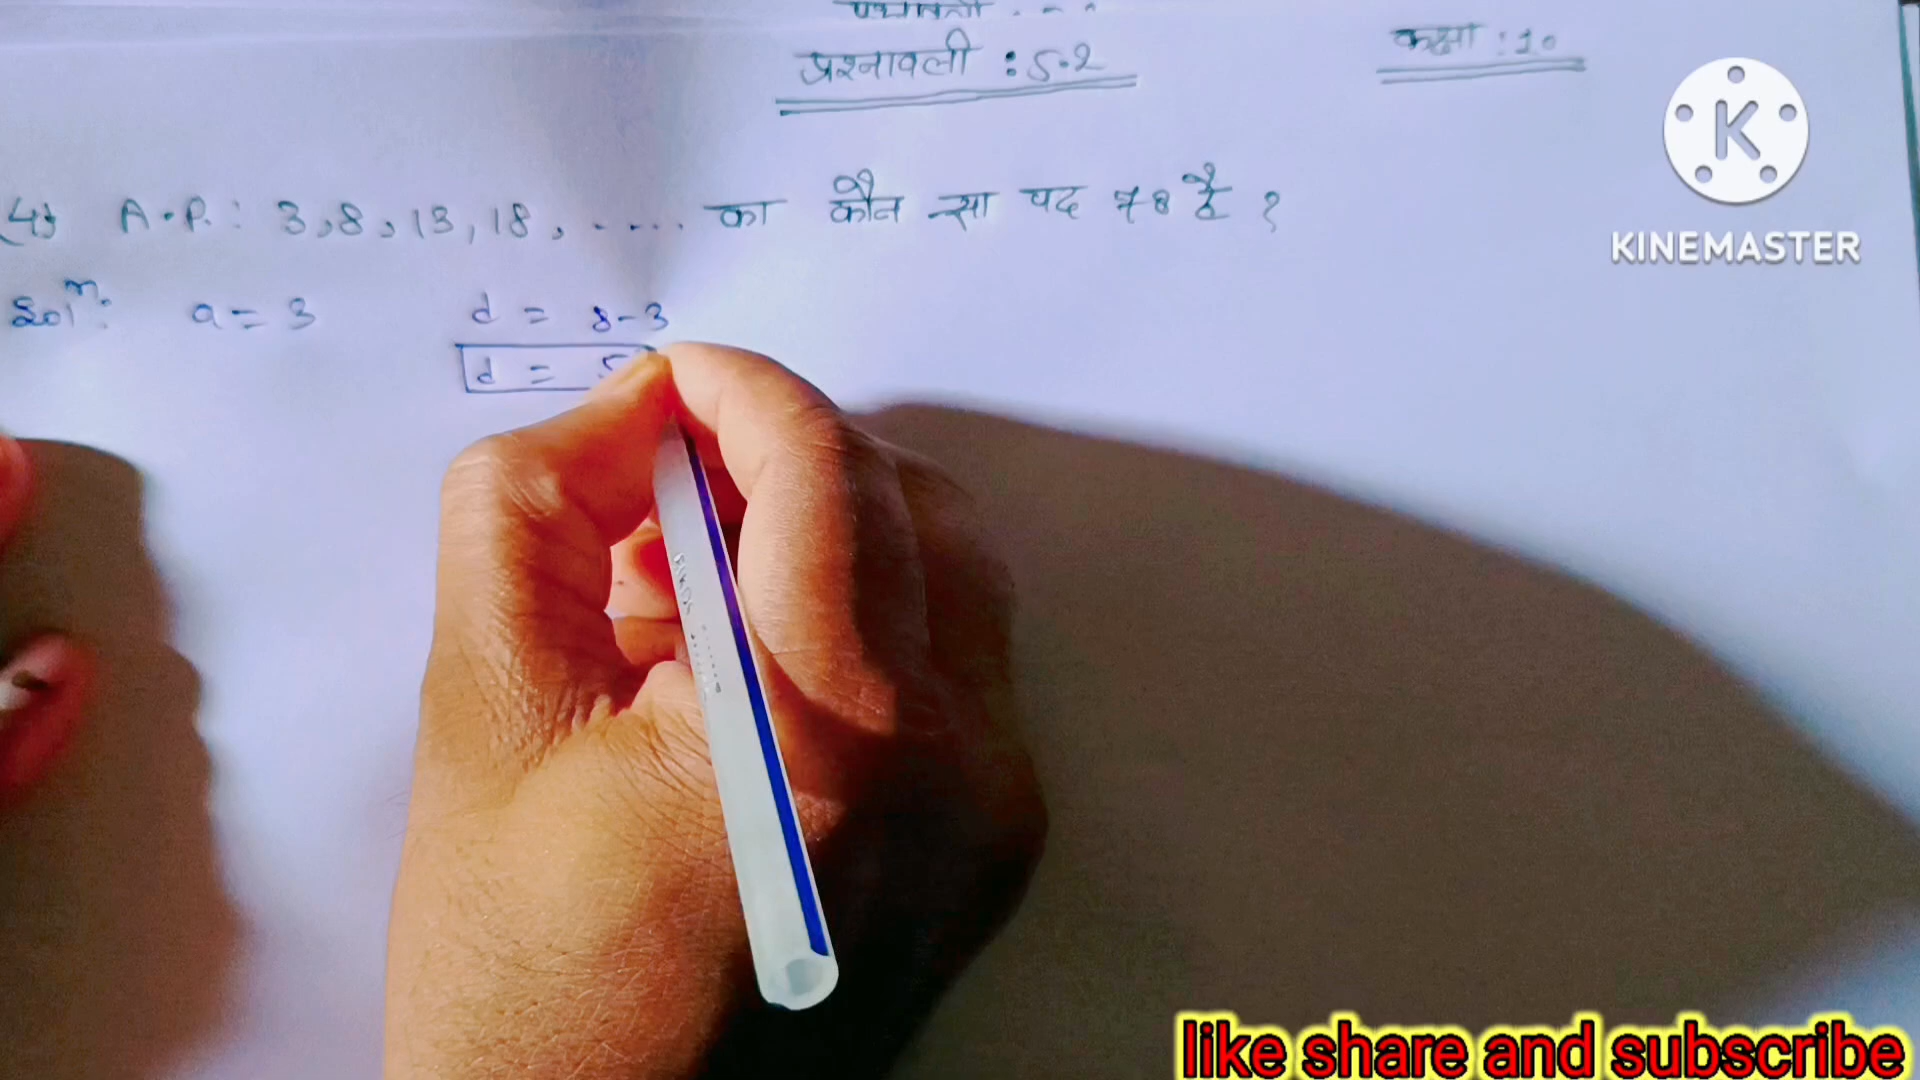 प्रश्नावली : 5.2
कक्षा : 10
(4) A.P. : 3, 8, 13, 18, ..... का कौन सा पद 78 है ?
Solⁿ: a = 3 d = 8-3
d = 5
KINEMASTER
like share and subscribe